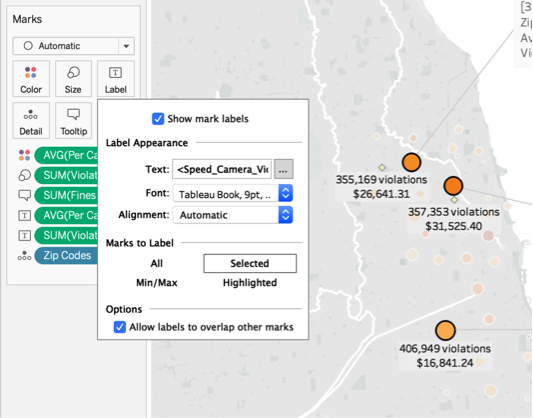 Marks
Automatic
Color
Size
Label
Detail
Tooltip
AVG(Per Ca
SUM(Violat
SUM(Fines
AVG(Per Ca
SUM(Violat
Zip Codes
Show mark labels
Label Appearance
Text: <Speed_Camera_Vic ...
Font: Tableau Book, 9pt, ..
Alignment: Automatic
Marks to Label
All Selected
Min/Max Highlighted
Options
Allow labels to overlap other marks
[3
Zip
Av
Vi
355,169 violations
$26,641.31
357,353 violations
$31,525.40
406,949 violations
$16,841.24